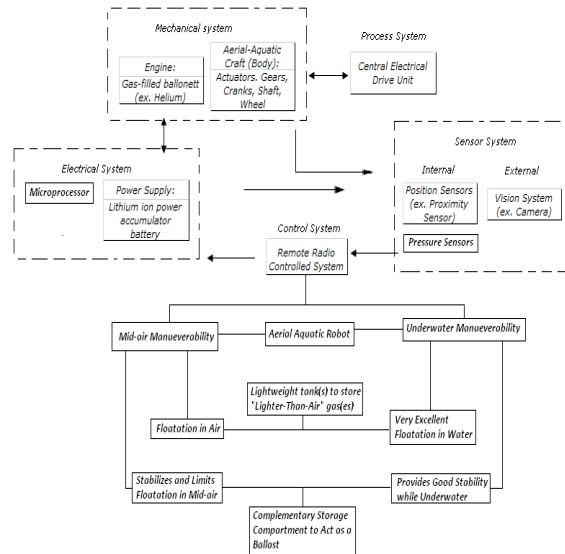 Mechanical system
Process System
Engine:
Gas-filled ballonett
(ex. Helium)
Aerial-Aquatic
Craft (Body):
Actuators. Gears,
Cranks, Shaft,
Wheel
Central Electrical
Drive Unit
Electrical System
Microprocessor
Power Supply:
Lithium ion power
accumulator
battery
Sensor System
Internal
External
Position Sensors
(ex. Proximity
Sensor)
Vision System
(ex. Camera)
Pressure Sensors
Control System
Remote Radio
Controlled System
Mid-air Manueverability
Aerial Aquatic Robot
Underwater Manueverability
Lightweight tank(s) to store
"Lighter-Than-Air" gas(es)
Floatation in Air
Very Excellent
Floatation in Water
Stabilizes and Limits
Floatation in Mid-air
Provides Good Stability
while Underwater
Complementary Storage
Compartment to Act as a
Ballast